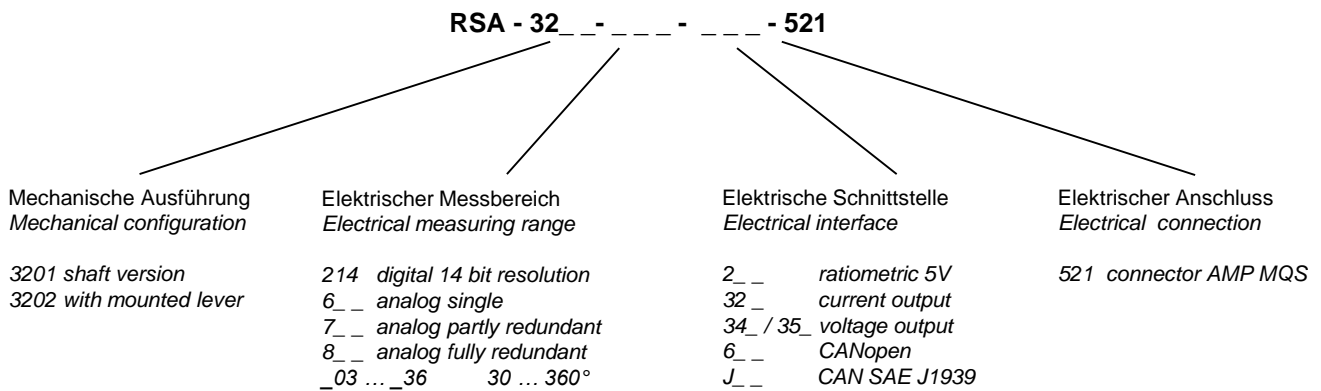 RSA - 32_ _- _ _ _ - _ _ _ - 521
Mechanische Ausführung
Mechanical configuration
3201 shaft version
3202 with mounted lever
Elektrischer Messbereich
Electrical measuring range
214 digital 14 bit resolution
6_ _ analog single
7_ _ analog partly redundant
8_ _ analog fully redundant
_03 … _36 30 … 360°
Elektrische Schnittstelle
Electrical interface
2_ _ ratiometric 5V
32 _ current output
34_ / 35_ voltage output
6_ _ CANopen
J_ _ CAN SAE J1939
Elektrischer Anschluss
Electrical connection
521 connector AMP MQS